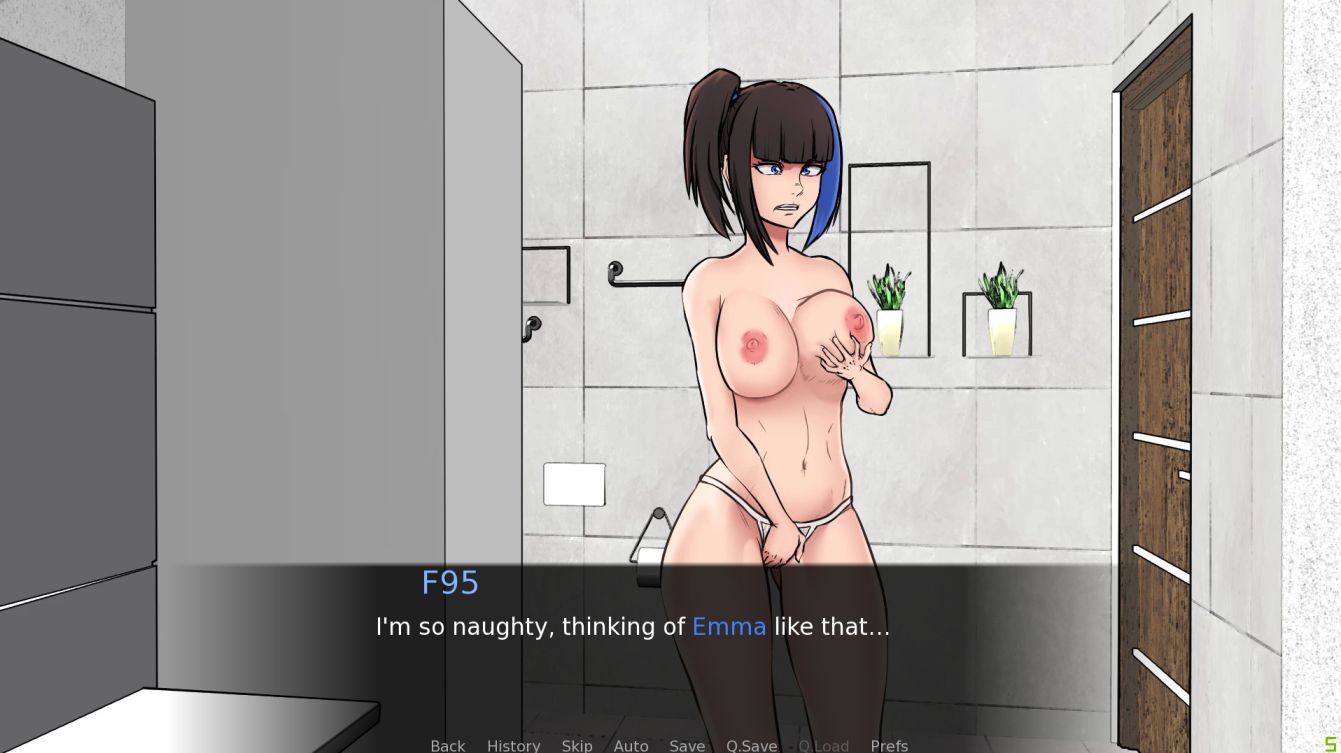 F95
I'm so naughty, thinking of Emma like that...
Back History Skip Auto Save Q.Save Q.Load Prefs